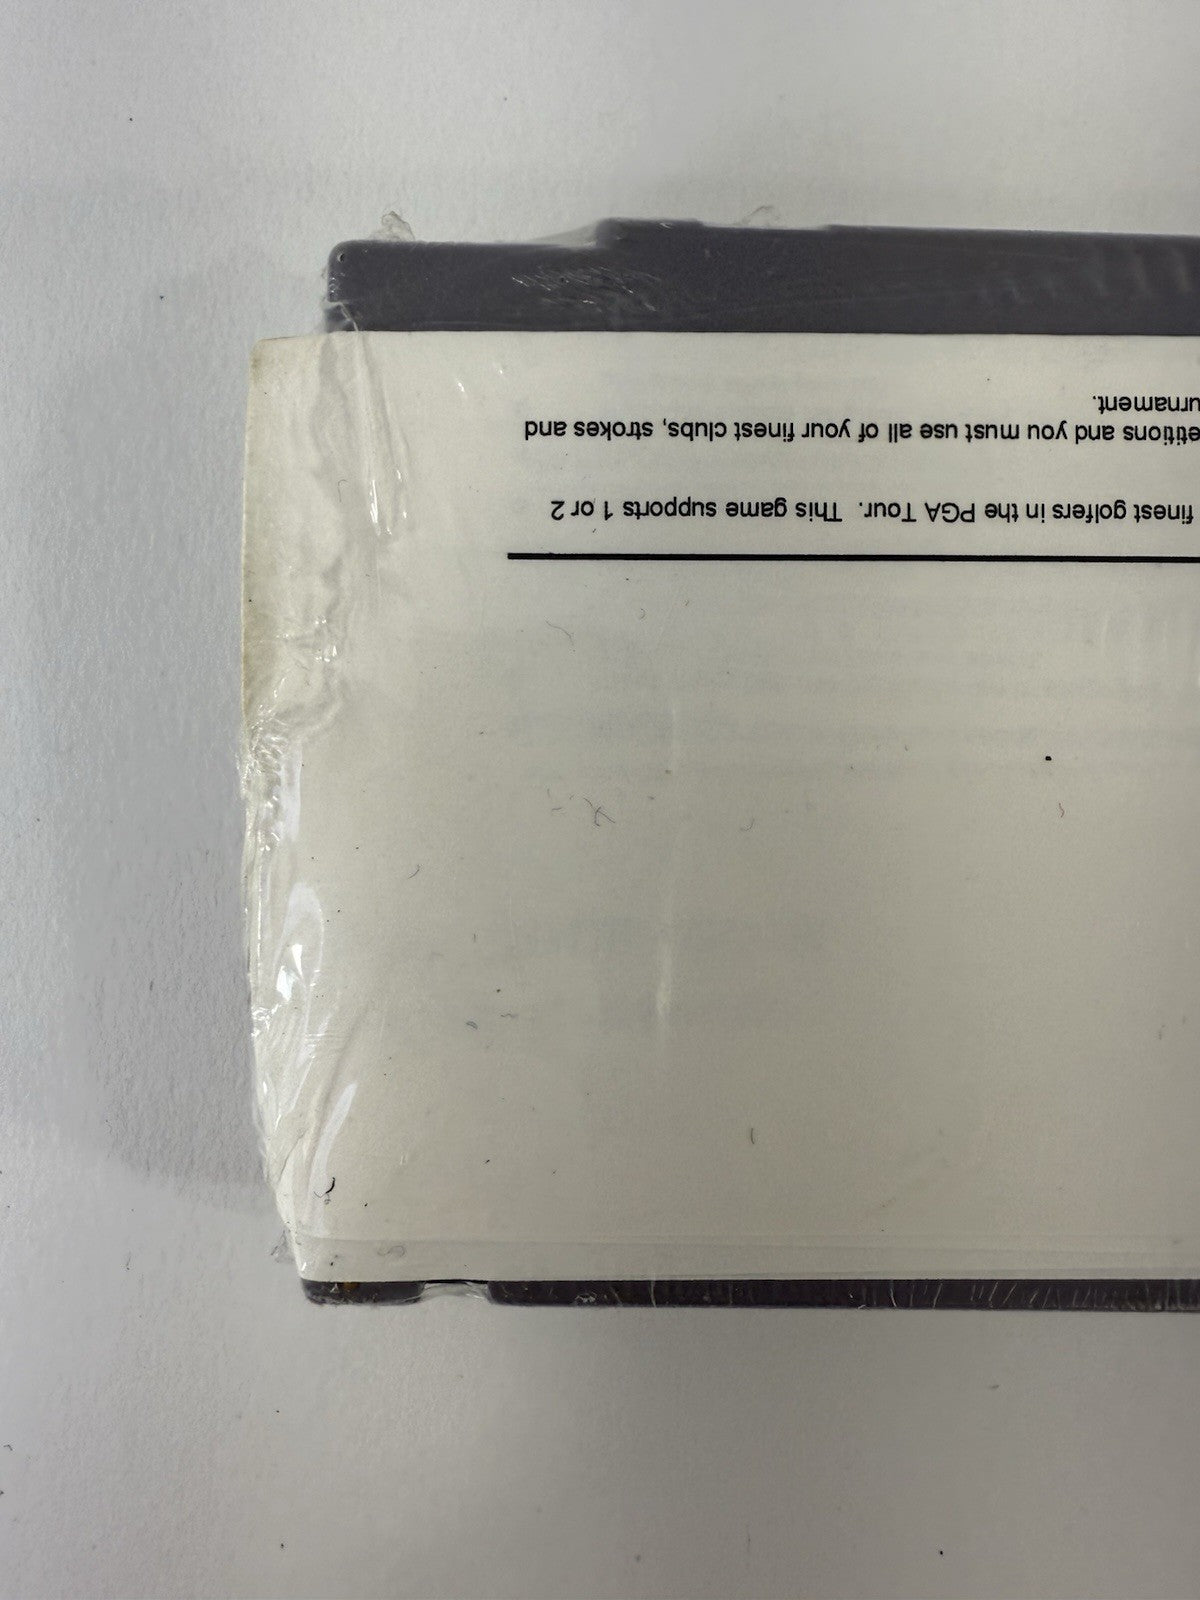 finest golfers in the PGA Tour. This game supports 1 or 2
etitions and you must use all of your finest clubs, strokes and
urnament.